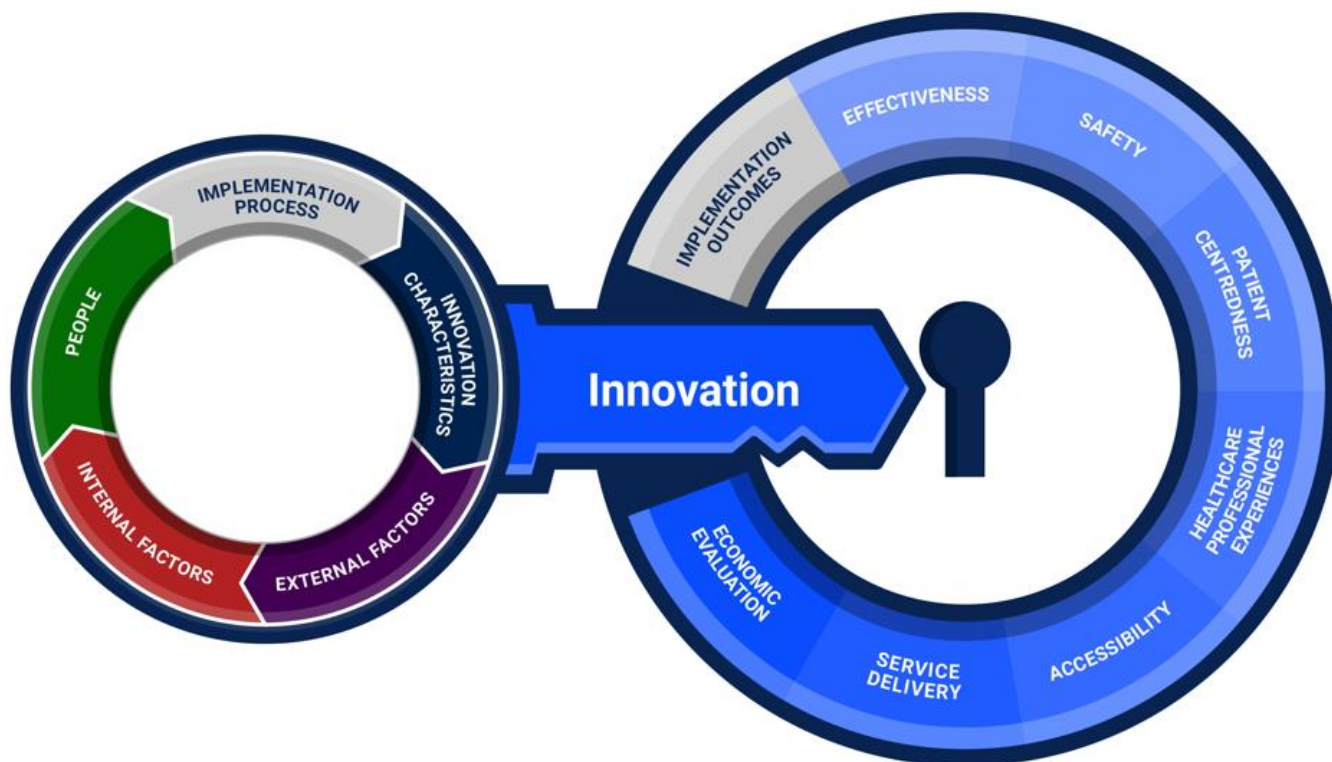 IMPLEMENTATION
PROCESS
INNOVATION
CHARACTERISTICS
EXTERNAL FACTORS
INTERNAL FACTORS
PEOPLE
Innovation
IMPLEMENTATION
OUTCOMES
EFFECTIVENESS
SAFETY
PATIENT
CENTREDNESS
HEALTHCARE
PROFESSIONAL
EXPERIENCES
ACCESSIBILITY
SERVICE
DELIVERY
ECONOMIC
EVALUATION